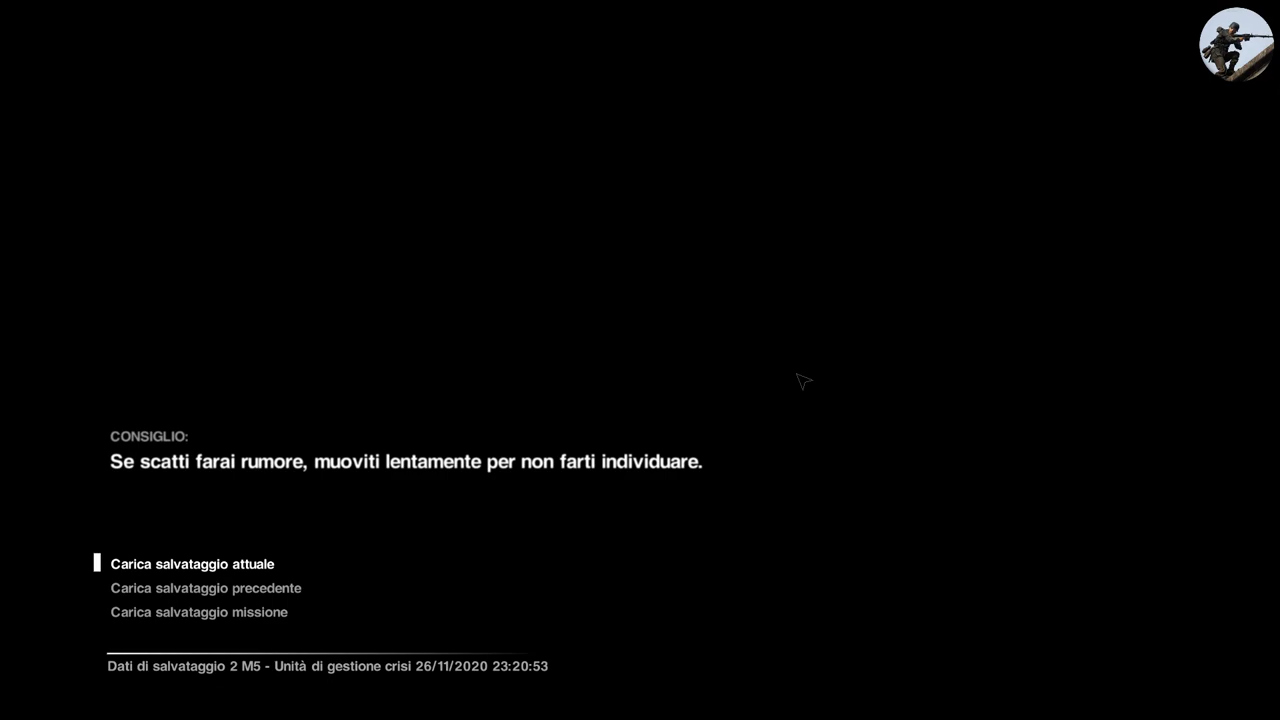 CONSIGLIO:
Se scatti farai rumore, muoviti lentamente per non farti individuare.
Carica salvataggio attuale
Carica salvataggio precedente
Carica salvataggio missione
Dati di salvataggio 2 M5 - Unità di gestione crisi 26/11/2020 23:20:53